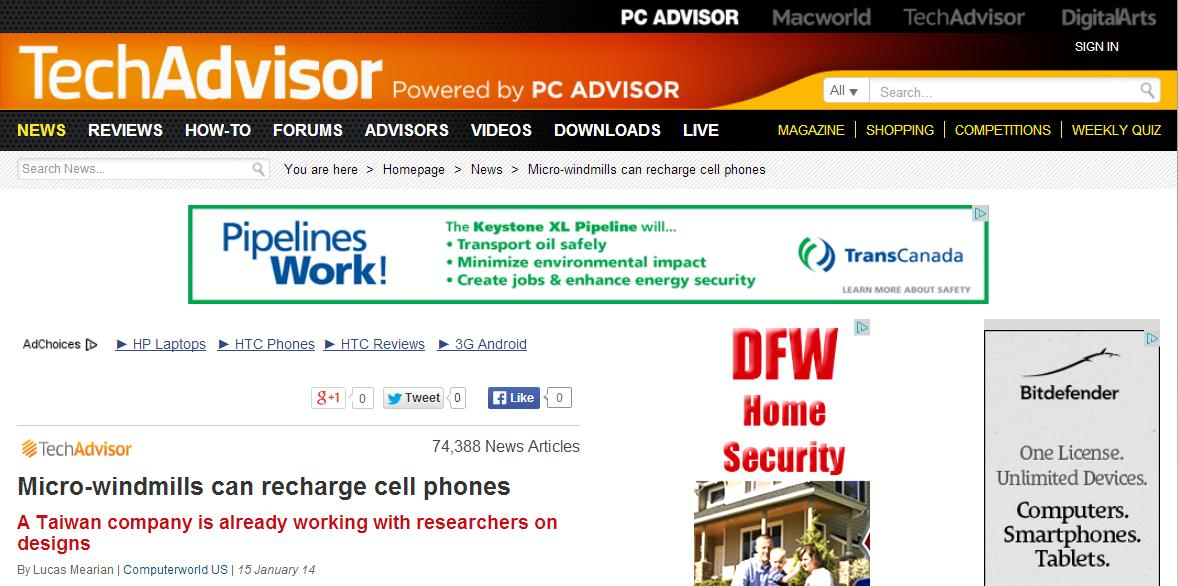 PC ADVISOR Macworld TechAdvisor DigitalArts
SIGN IN
TechAdvisor Powered by PC ADVISOR
All ▼ Search...
NEWS REVIEWS HOW-TO FORUMS ADVISORS VIDEOS DOWNLOADS LIVE MAGAZINE SHOPPING COMPETITIONS WEEKLY QUIZ
Search News... You are here > Homepage > News > Micro-windmills can recharge cell phones
Pipelines
Work!
The Keystone XL Pipeline will...
• Transport oil safely
• Minimize environmental impact
• Create jobs & enhance energy security
TransCanada
LEARN MORE ABOUT SAFETY
AdChoices ► HP Laptops ► HTC Phones ► HTC Reviews ► 3G Android
g+1 0 Tweet 0 Like 0
TechAdvisor 74,388 News Articles
Micro-windmills can recharge cell phones
A Taiwan company is already working with researchers on
designs
By Lucas Mearian | Computerworld US | 15 January 14
DFW
Home
Security
Bitdefender
One License.
Unlimited Devices.
Computers.
Smartphones.
Tablets.